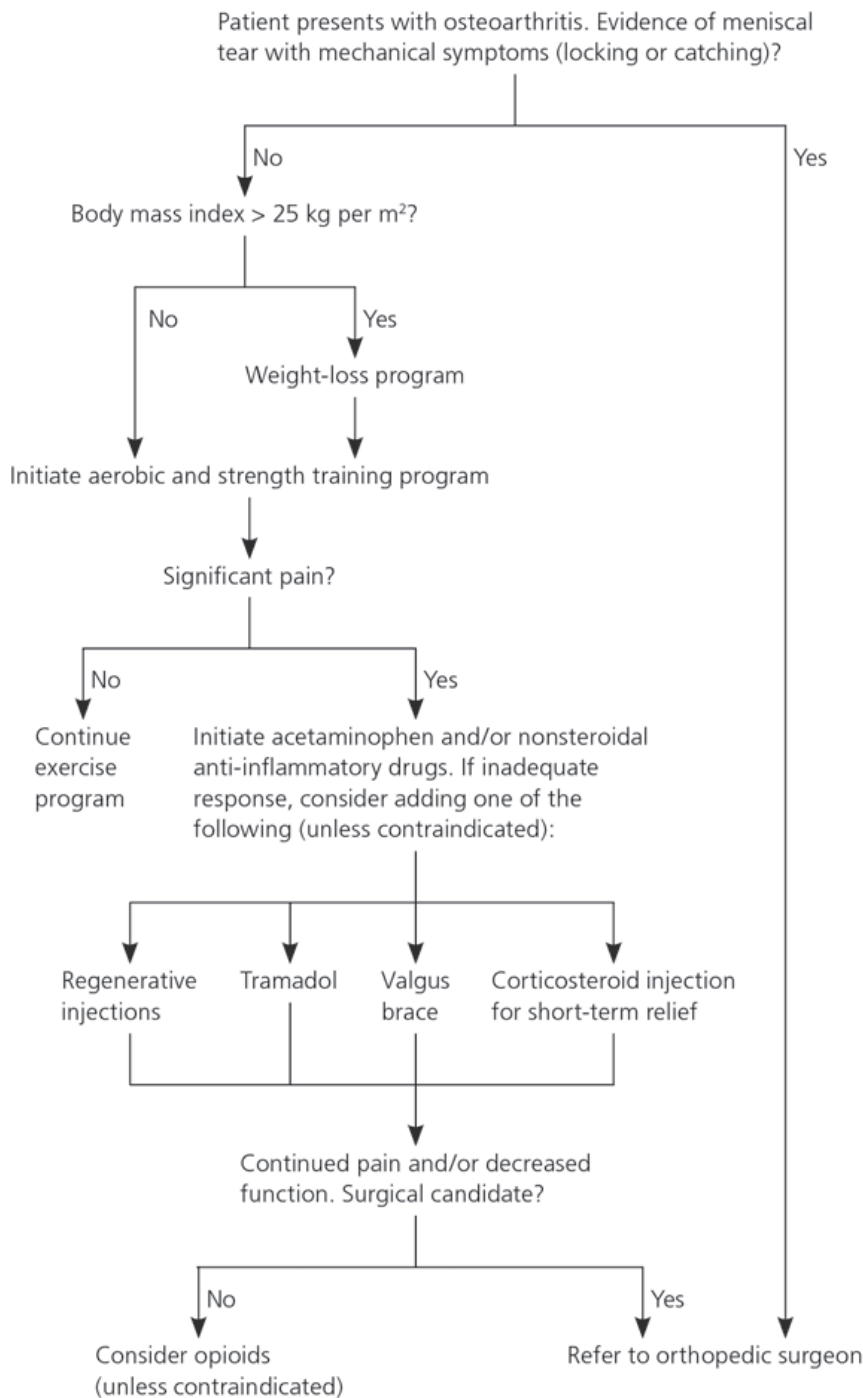 Patient presents with osteoarthritis. Evidence of meniscal
tear with mechanical symptoms (locking or catching)?
No
Yes
Body mass index > 25 kg per m²?
No
Yes
Weight-loss program
Initiate aerobic and strength training program
Significant pain?
No
Yes
Continue
exercise
program
Initiate acetaminophen and/or nonsteroidal
anti-inflammatory drugs. If inadequate
response, consider adding one of the
following (unless contraindicated):
Regenerative
injections
Tramadol
Valgus
brace
Corticosteroid injection
for short-term relief
Continued pain and/or decreased
function. Surgical candidate?
No
Yes
Consider opioids
(unless contraindicated)
Refer to orthopedic surgeon